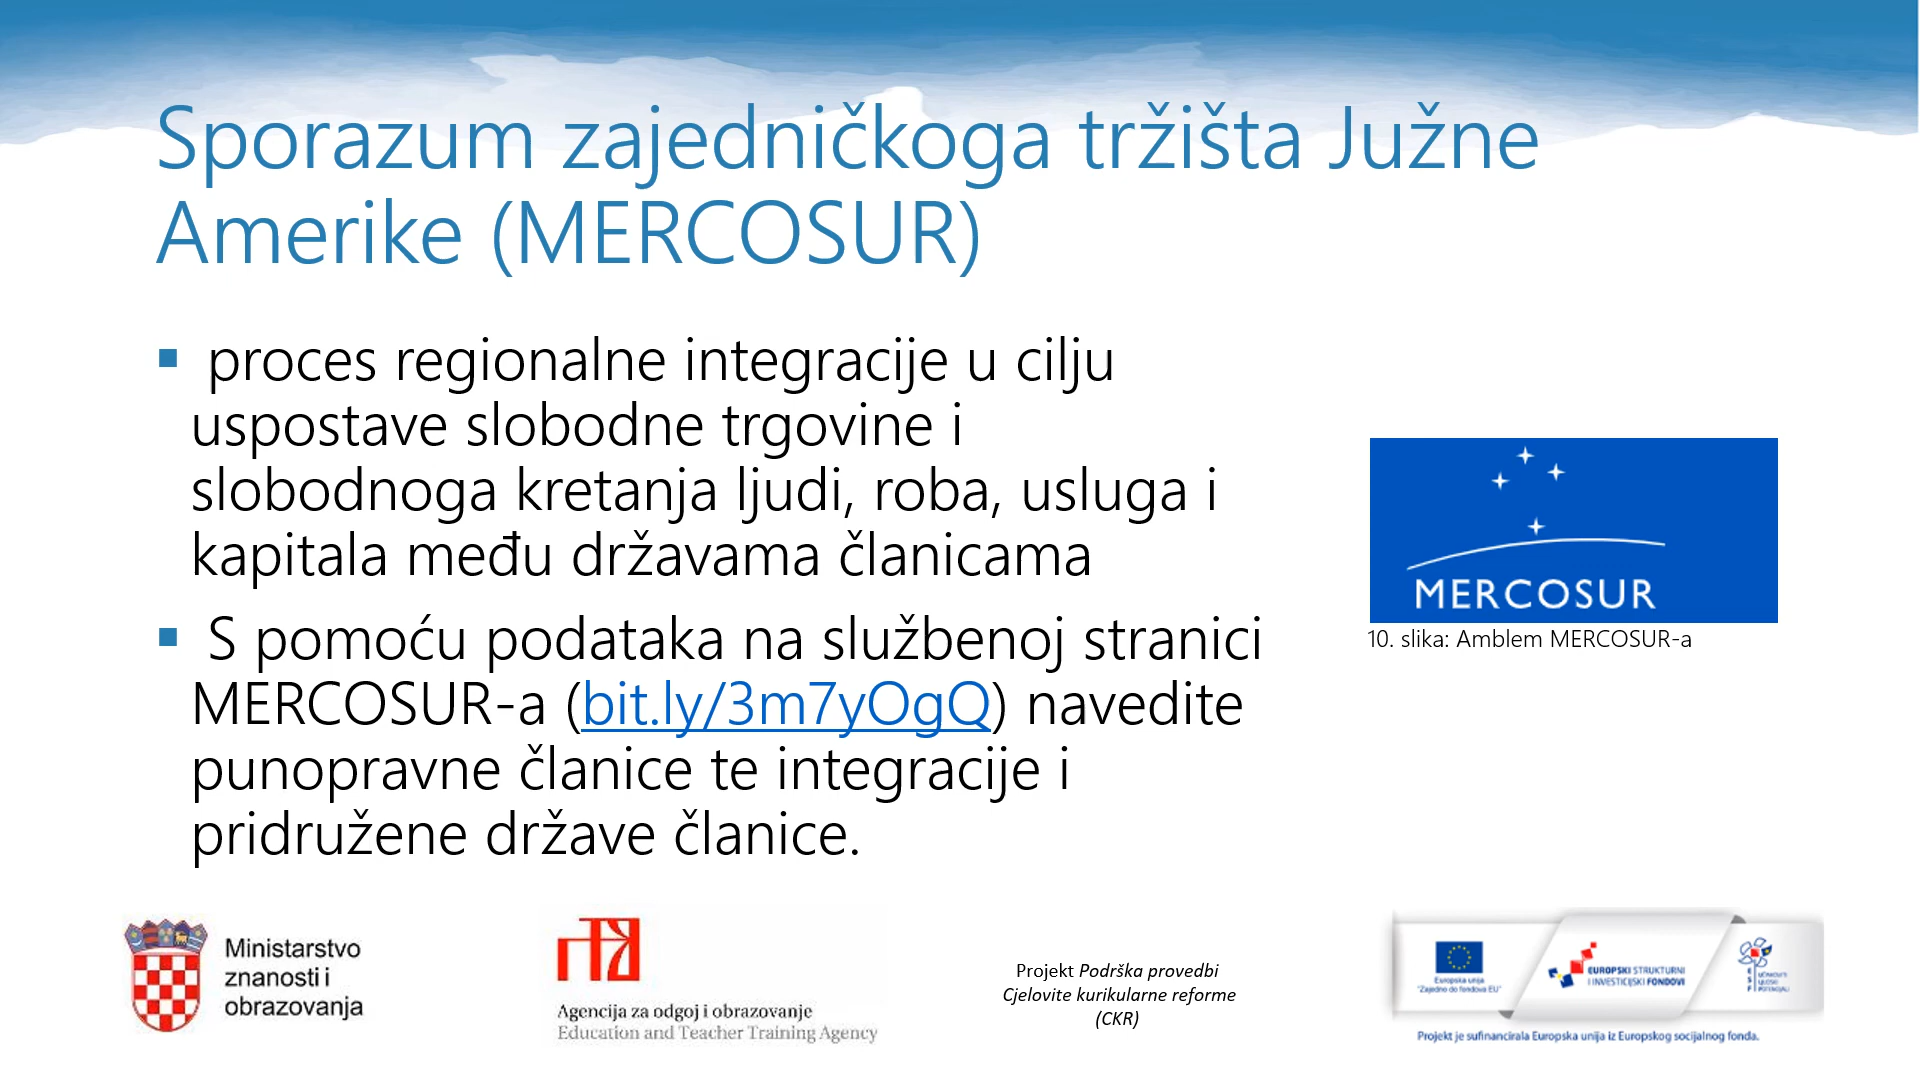 Sporazum zajedničkoga tržišta Južne
Amerike (MERCOSUR)
▪ proces regionalne integracije u cilju
uspostave slobodne trgovine i
slobodnoga kretanja ljudi, roba, usluga i
kapitala među državama članicama
▪ S pomoću podataka na službenoj stranici
MERCOSUR-a (bit.ly/3m7yOgQ) navedite
punopravne članice te integracije i
pridružene države članice.
MERCOSUR
10. slika: Amblem MERCOSUR-a
Ministarstvo
znanosti i
obrazovanja
Agencija za odgoj i obrazovanje
Education and Teacher Training Agency
Projekt Podrška provedbi
Cjelovite kurikularne reforme
(CKR)
Europska unija
"Zajedno do fondova EU"
EUROPSKI STRUKTURNI
I INVESTICIJSKI FONDOVI
ESF
UČINKOVITI
LJUDSKI
POTENCIJALI
Projekt je sufinancirala Europska unija iz Europskog socijalnog fonda.